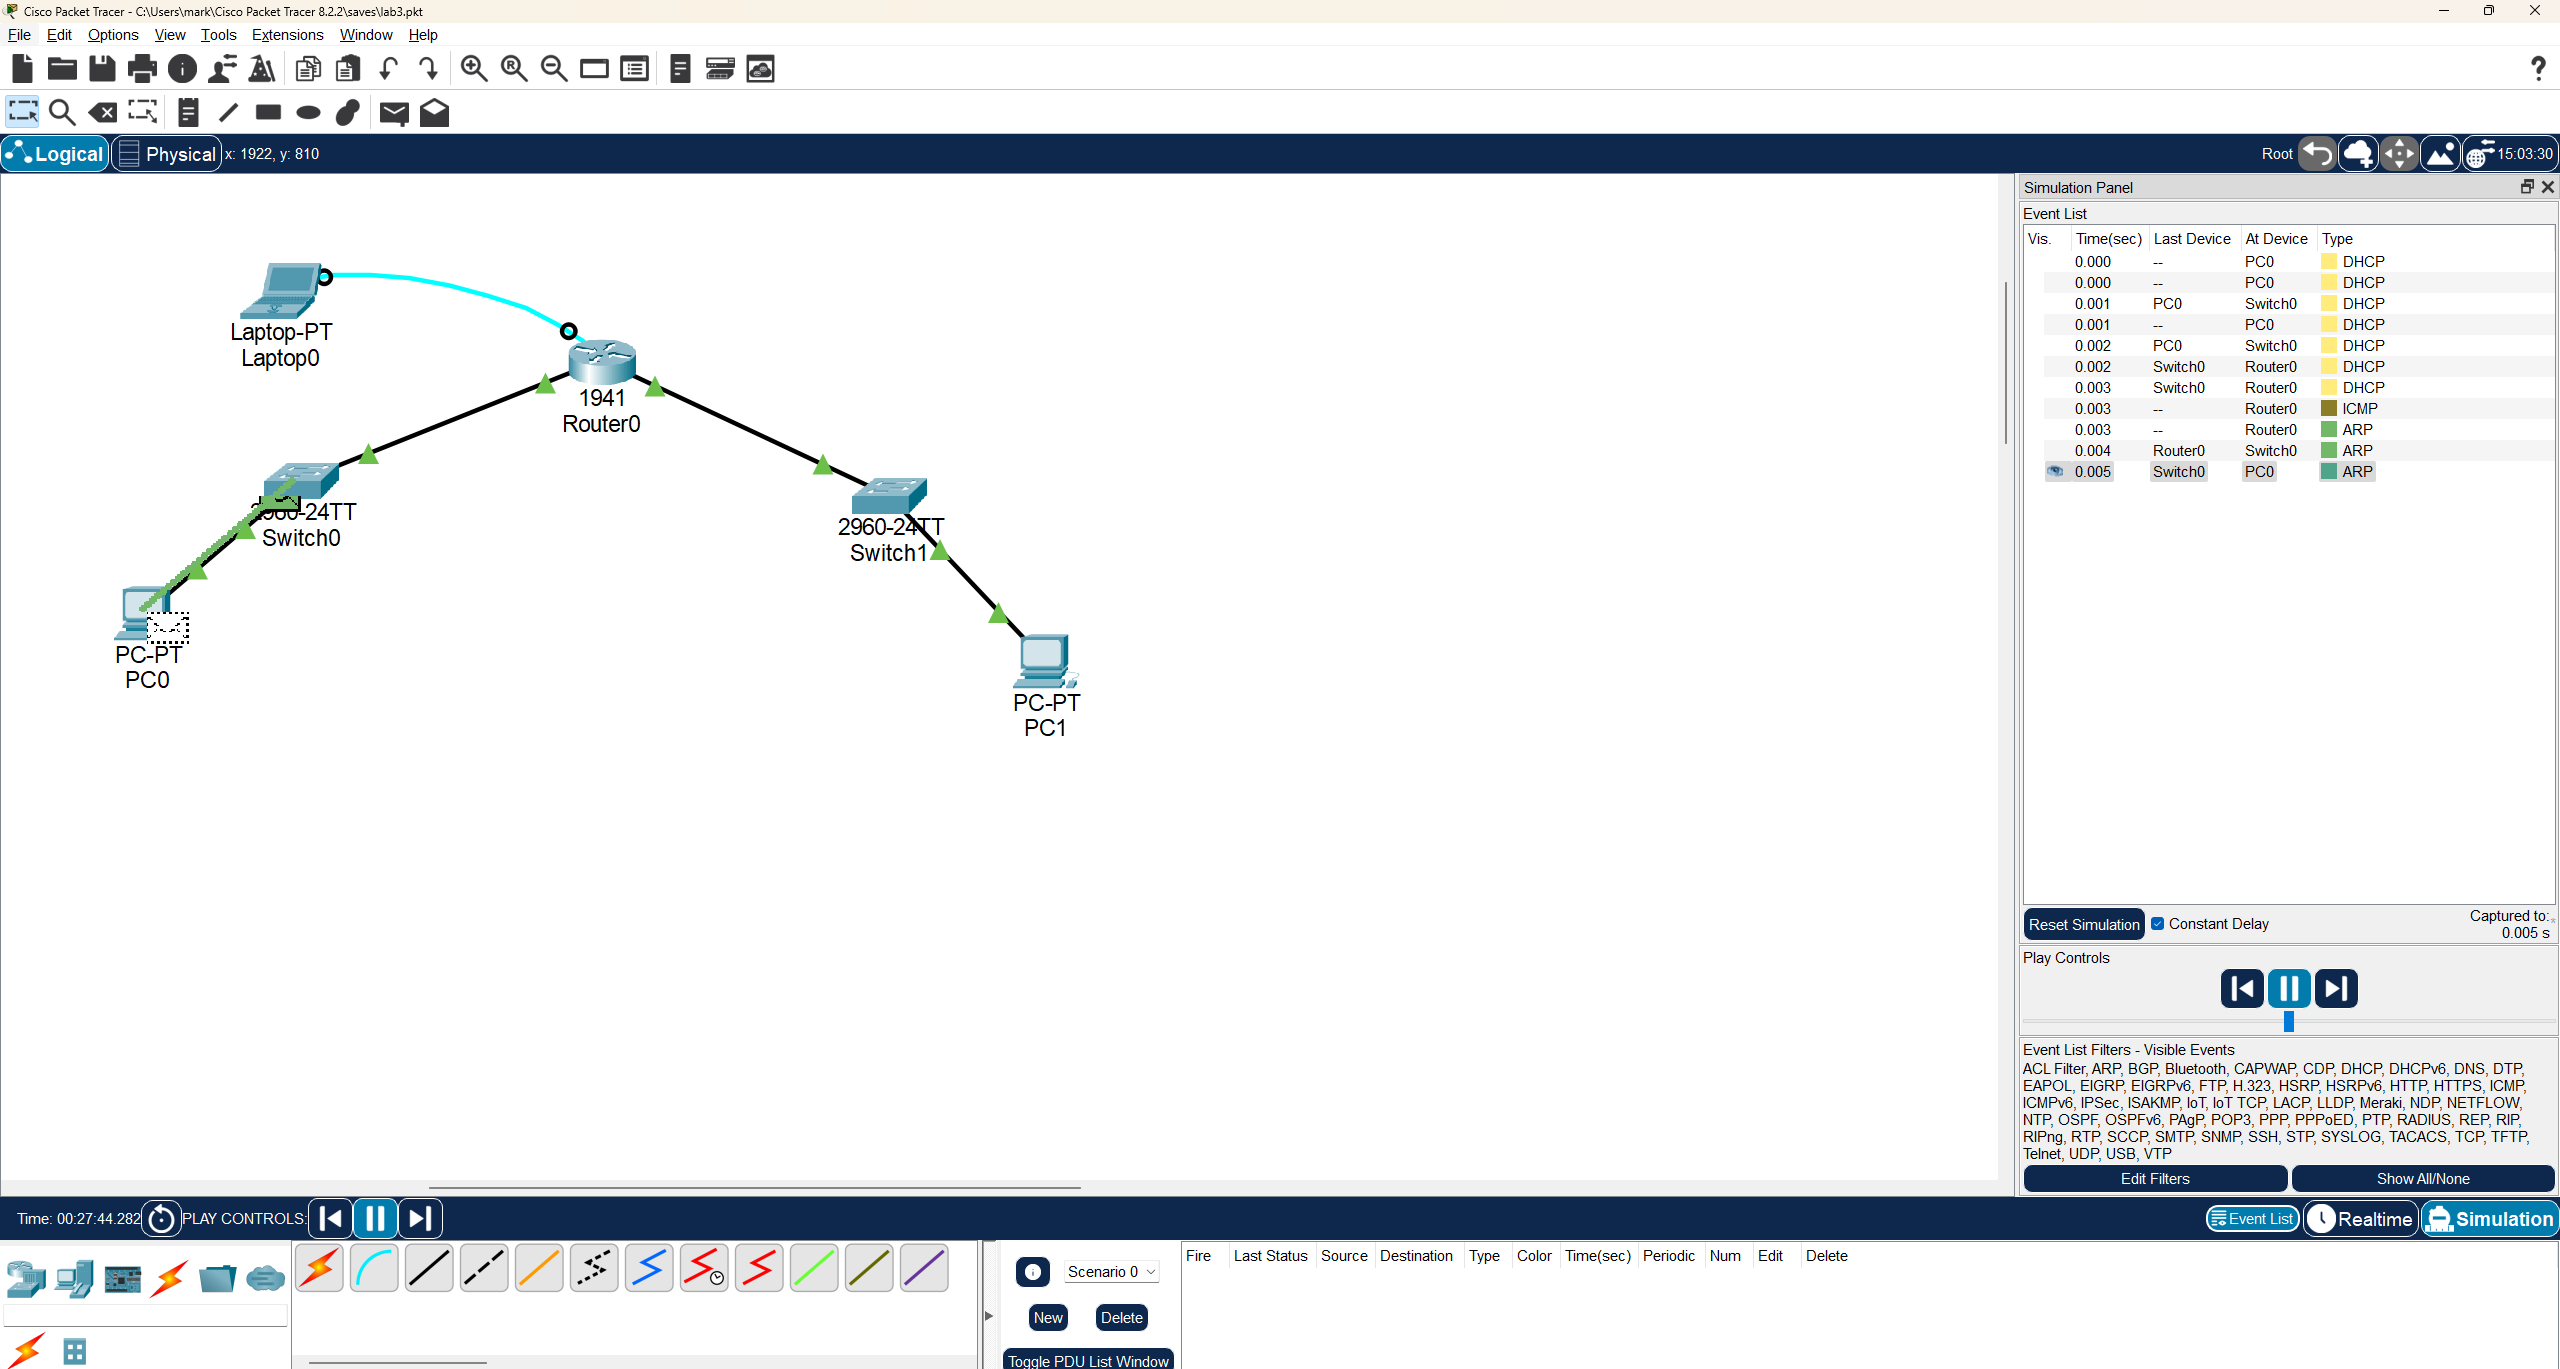 Cisco Packet Tracer - C:\Users\mark\Cisco Packet Tracer 8.2.2\saves\lab3.pkt
File Edit Options View Tools Extensions Window Help
Logical Physical x: 1922, y: 810
Root 15:03:30
Laptop-PT
Laptop0
1941
Router0
2960-24TT
Switch0
2960-24TT
Switch1
PC-PT
PC0
PC-PT
PC1
Simulation Panel
Event List
Vis. Time(sec) Last Device At Device Type
0.000 -- PC0 DHCP
0.000 -- PC0 DHCP
0.001 PC0 Switch0 DHCP
0.001 -- PC0 DHCP
0.002 PC0 Switch0 DHCP
0.002 Switch0 Router0 DHCP
0.003 Switch0 Router0 DHCP
0.003 -- Router0 ICMP
0.003 -- Router0 ARP
0.004 Router0 Switch0 ARP
0.005 Switch0 PC0 ARP
Reset Simulation Constant Delay Captured to:
0.005 s
Play Controls
Event List Filters - Visible Events
ACL Filter, ARP, BGP, Bluetooth, CAPWAP, CDP, DHCP, DHCPv6, DNS, DTP,
EAPOL, EIGRP, EIGRPv6, FTP, H.323, HSRP, HSRPv6, HTTP, HTTPS, ICMP,
ICMPv6, IPSec, ISAKMP, IoT, IoT TCP, LACP, LLDP, Meraki, NDP, NETFLOW,
NTP, OSPF, OSPFv6, PAgP, POP3, PPP, PPPoED, PTP, RADIUS, REP, RIP,
RIPng, RTP, SCCP, SMTP, SNMP, SSH, STP, SYSLOG, TACACS, TCP, TFTP,
Telnet, UDP, USB, VTP
Edit Filters Show All/None
Time: 00:27:44.282 PLAY CONTROLS:
Event List Realtime Simulation
Scenario 0
New Delete
Toggle PDU List Window
Fire Last Status Source Destination Type Color Time(sec) Periodic Num Edit Delete